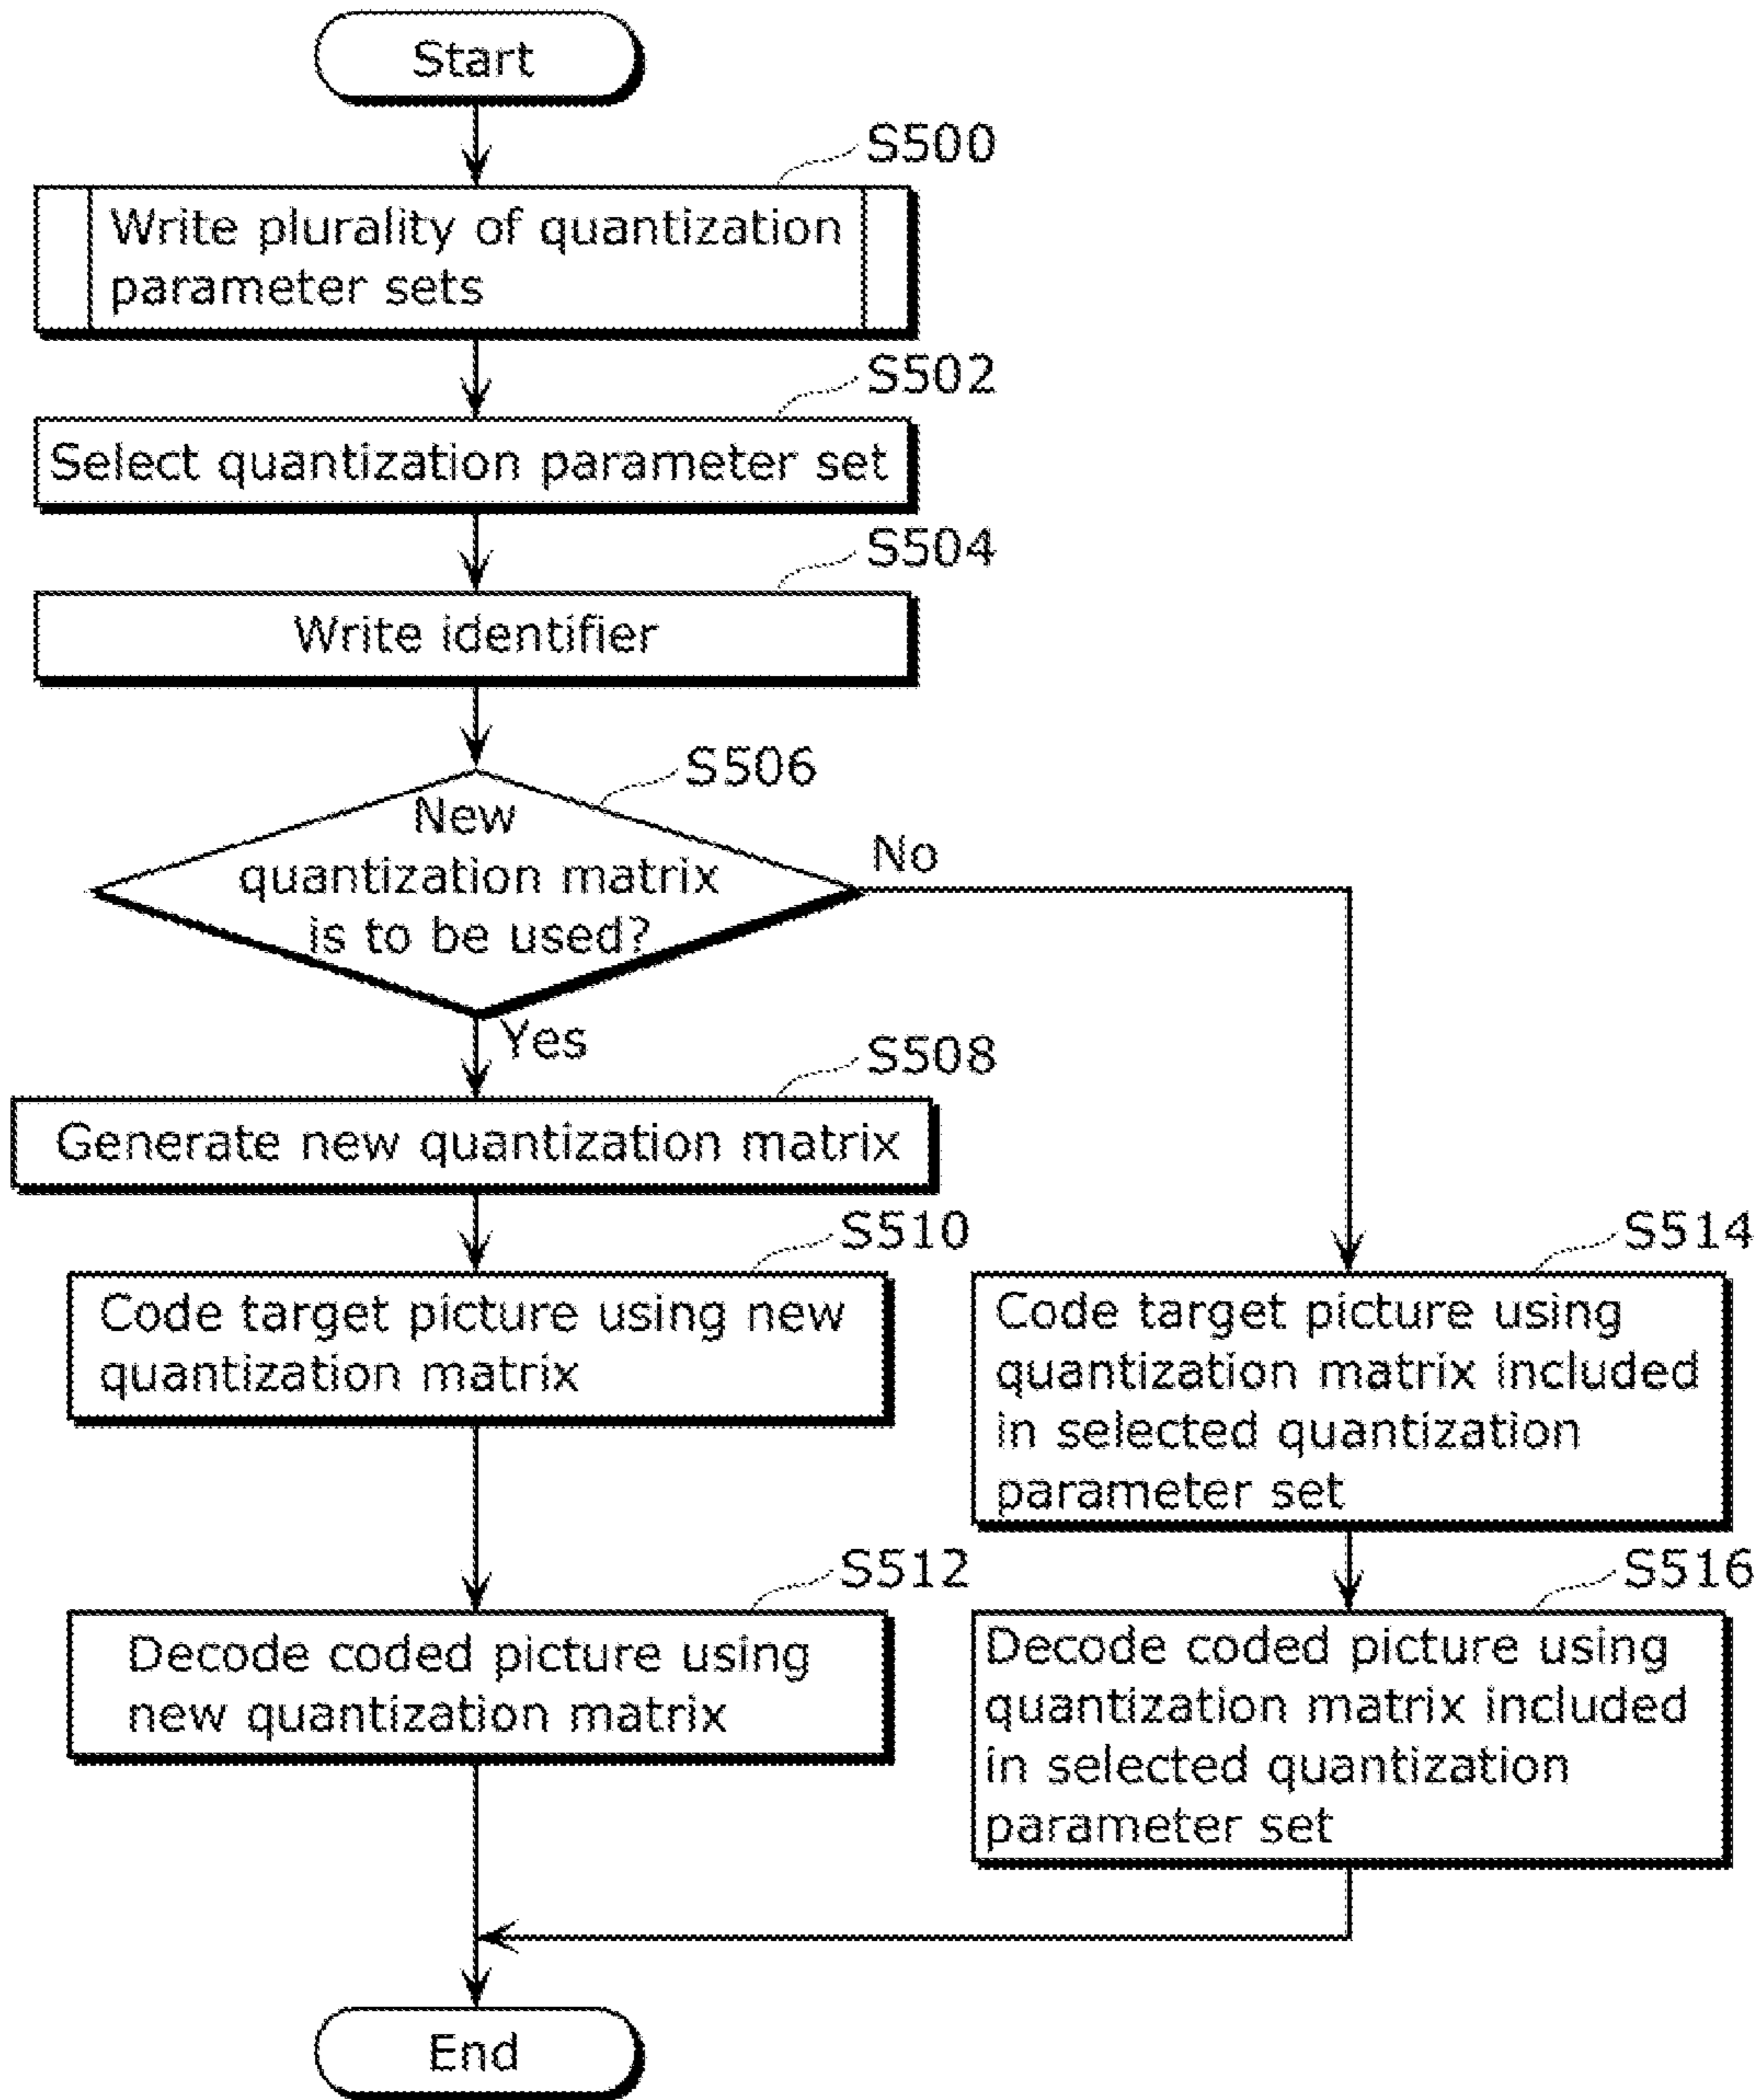 Start
S500
Write plurality of quantization
parameter sets
S502
Select quantization parameter set
S504
Write identifier
S506
New
quantization matrix
is to be used?
No
Yes
S508
Generate new quantization matrix
S510
Code target picture using new
quantization matrix
S514
Code target picture using
quantization matrix included
in selected quantization
parameter set
S512
Decode coded picture using
new quantization matrix
S516
Decode coded picture using
quantization matrix included
in selected quantization
parameter set
End